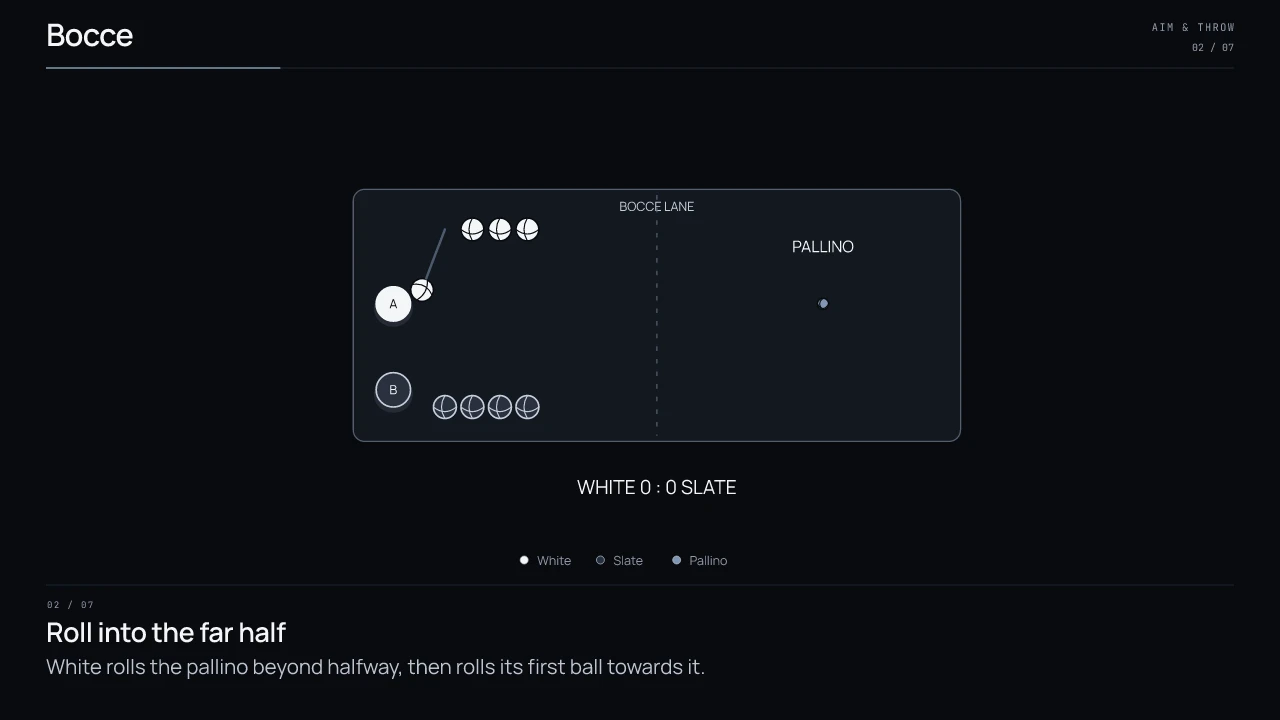 Bocce
AIM & THROW
02 / 07
BOCCE LANE
PALLINO
A
B
WHITE 0 : 0 SLATE
White
Slate
Pallino
02 / 07
Roll into the far half
White rolls the pallino beyond halfway, then rolls its first ball towards it.